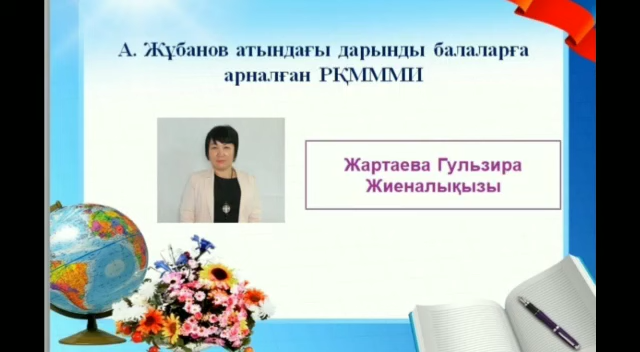 А. Жұбанов атындағы дарынды балаларға
арналған РҚМММИ
Жартаева Гульзира
Жиеналықызы